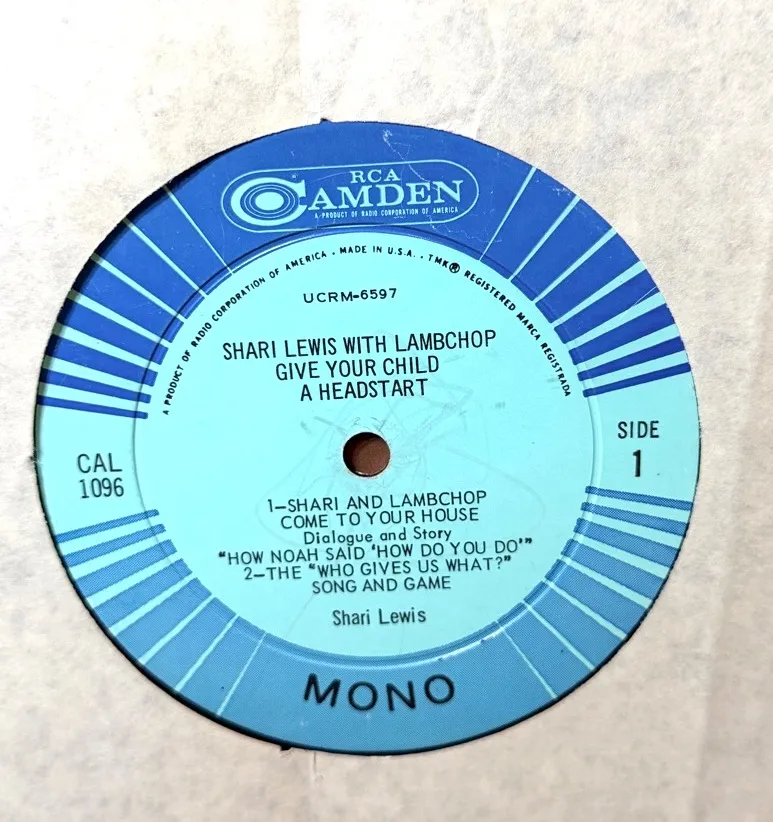 RCA
CAMDEN
A PRODUCT OF RADIO CORPORATION OF AMERICA
A PRODUCT OF RADIO CORPORATION OF AMERICA • MADE IN U.S.A. • TMK® REGISTERED MARCA REGISTRADA
UCRM-6597
SHARI LEWIS WITH LAMBCHOP
GIVE YOUR CHILD
A HEADSTART
SIDE
1
CAL
1096
1-SHARI AND LAMBCHOP
COME TO YOUR HOUSE
Dialogue and Story
"HOW NOAH SAID 'HOW DO YOU DO'"
2-THE "WHO GIVES US WHAT?"
SONG AND GAME
Shari Lewis
MONO